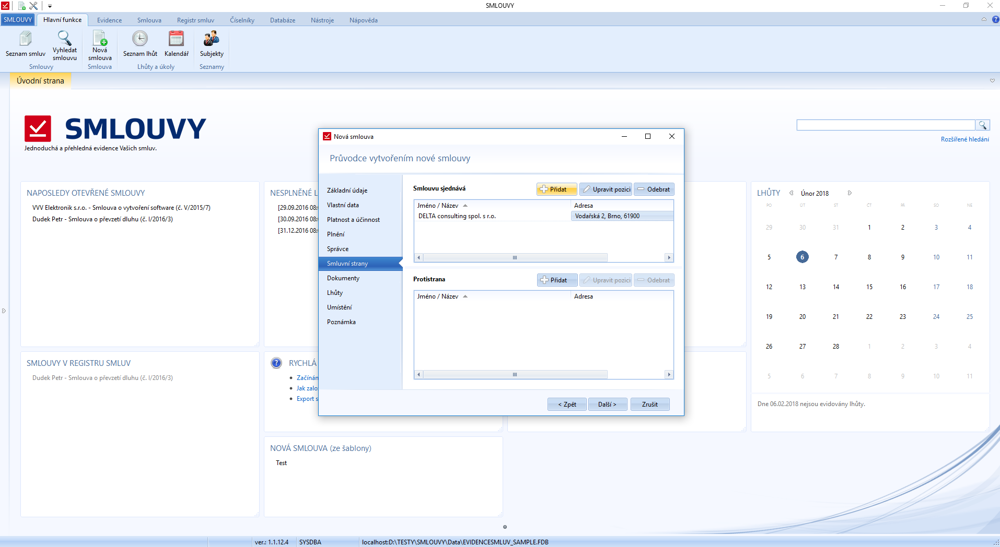 SMLOUVY
SMLOUVY Hlavní funkce Evidence Smlouva Registr smluv Číselníky Databáze Nástroje Nápověda
Seznam smluv
Vyhledat smlouvu
Nová smlouva
Seznam lhůt
Kalendář
Subjekty
Smlouvy Smlouva Lhůty a úkoly Seznamy
Úvodní strana
SMLOUVY
Jednoduchá a přehledná evidence Vašich smluv.
Rozšířené hledání
NAPOSLEDY OTEVŘENÉ SMLOUVY
VVV Elektronik s.r.o. - Smlouva o vytvoření software (č. V/2015/7)
Dudek Petr - Smlouva o převzetí dluhu (č. I/2016/3)
NESPLNĚNÉ L
[29.09.2016 08:
[30.09.2016 08:
[31.12.2016 08:
Nová smlouva
Průvodce vytvořením nové smlouvy
Základní údaje
Vlastní data
Platnost a účinnost
Plnění
Správce
Smluvní strany
Dokumenty
Lhůty
Umístění
Poznámka
Smlouvu sjednává Přidat Upravit pozici Odebrat
Jméno / Název Adresa
DELTA consulting spol. s r.o. Vodařská 2, Brno, 61900
Protistrana Přidat Upravit pozici Odebrat
Jméno / Název Adresa
< Zpět Další > Zrušit
LHŮTY Únor 2018
PO ÚT ST ČT PÁ SO NE
29 30 31 1 2 3 4
5 6 7 8 9 10 11
12 13 14 15 16 17 18
19 20 21 22 23 24 25
26 27 28 1 2 3 4
5 6 7 8 9 10 11
Dne 06.02.2018 nejsou evidovány lhůty.
SMLOUVY V REGISTRU SMLUV
Dudek Petr - Smlouva o převzetí dluhu (č. I/2016/3)
RYCHLÁ
Začínán
Jak zalo
Export s
NOVÁ SMLOUVA (ze šablony)
Test
ver.: 1.1.12.4 SYSDBA localhost:D:\TESTY\SMLOUVY\Data\EVIDENCESMLUV_SAMPLE.FDB